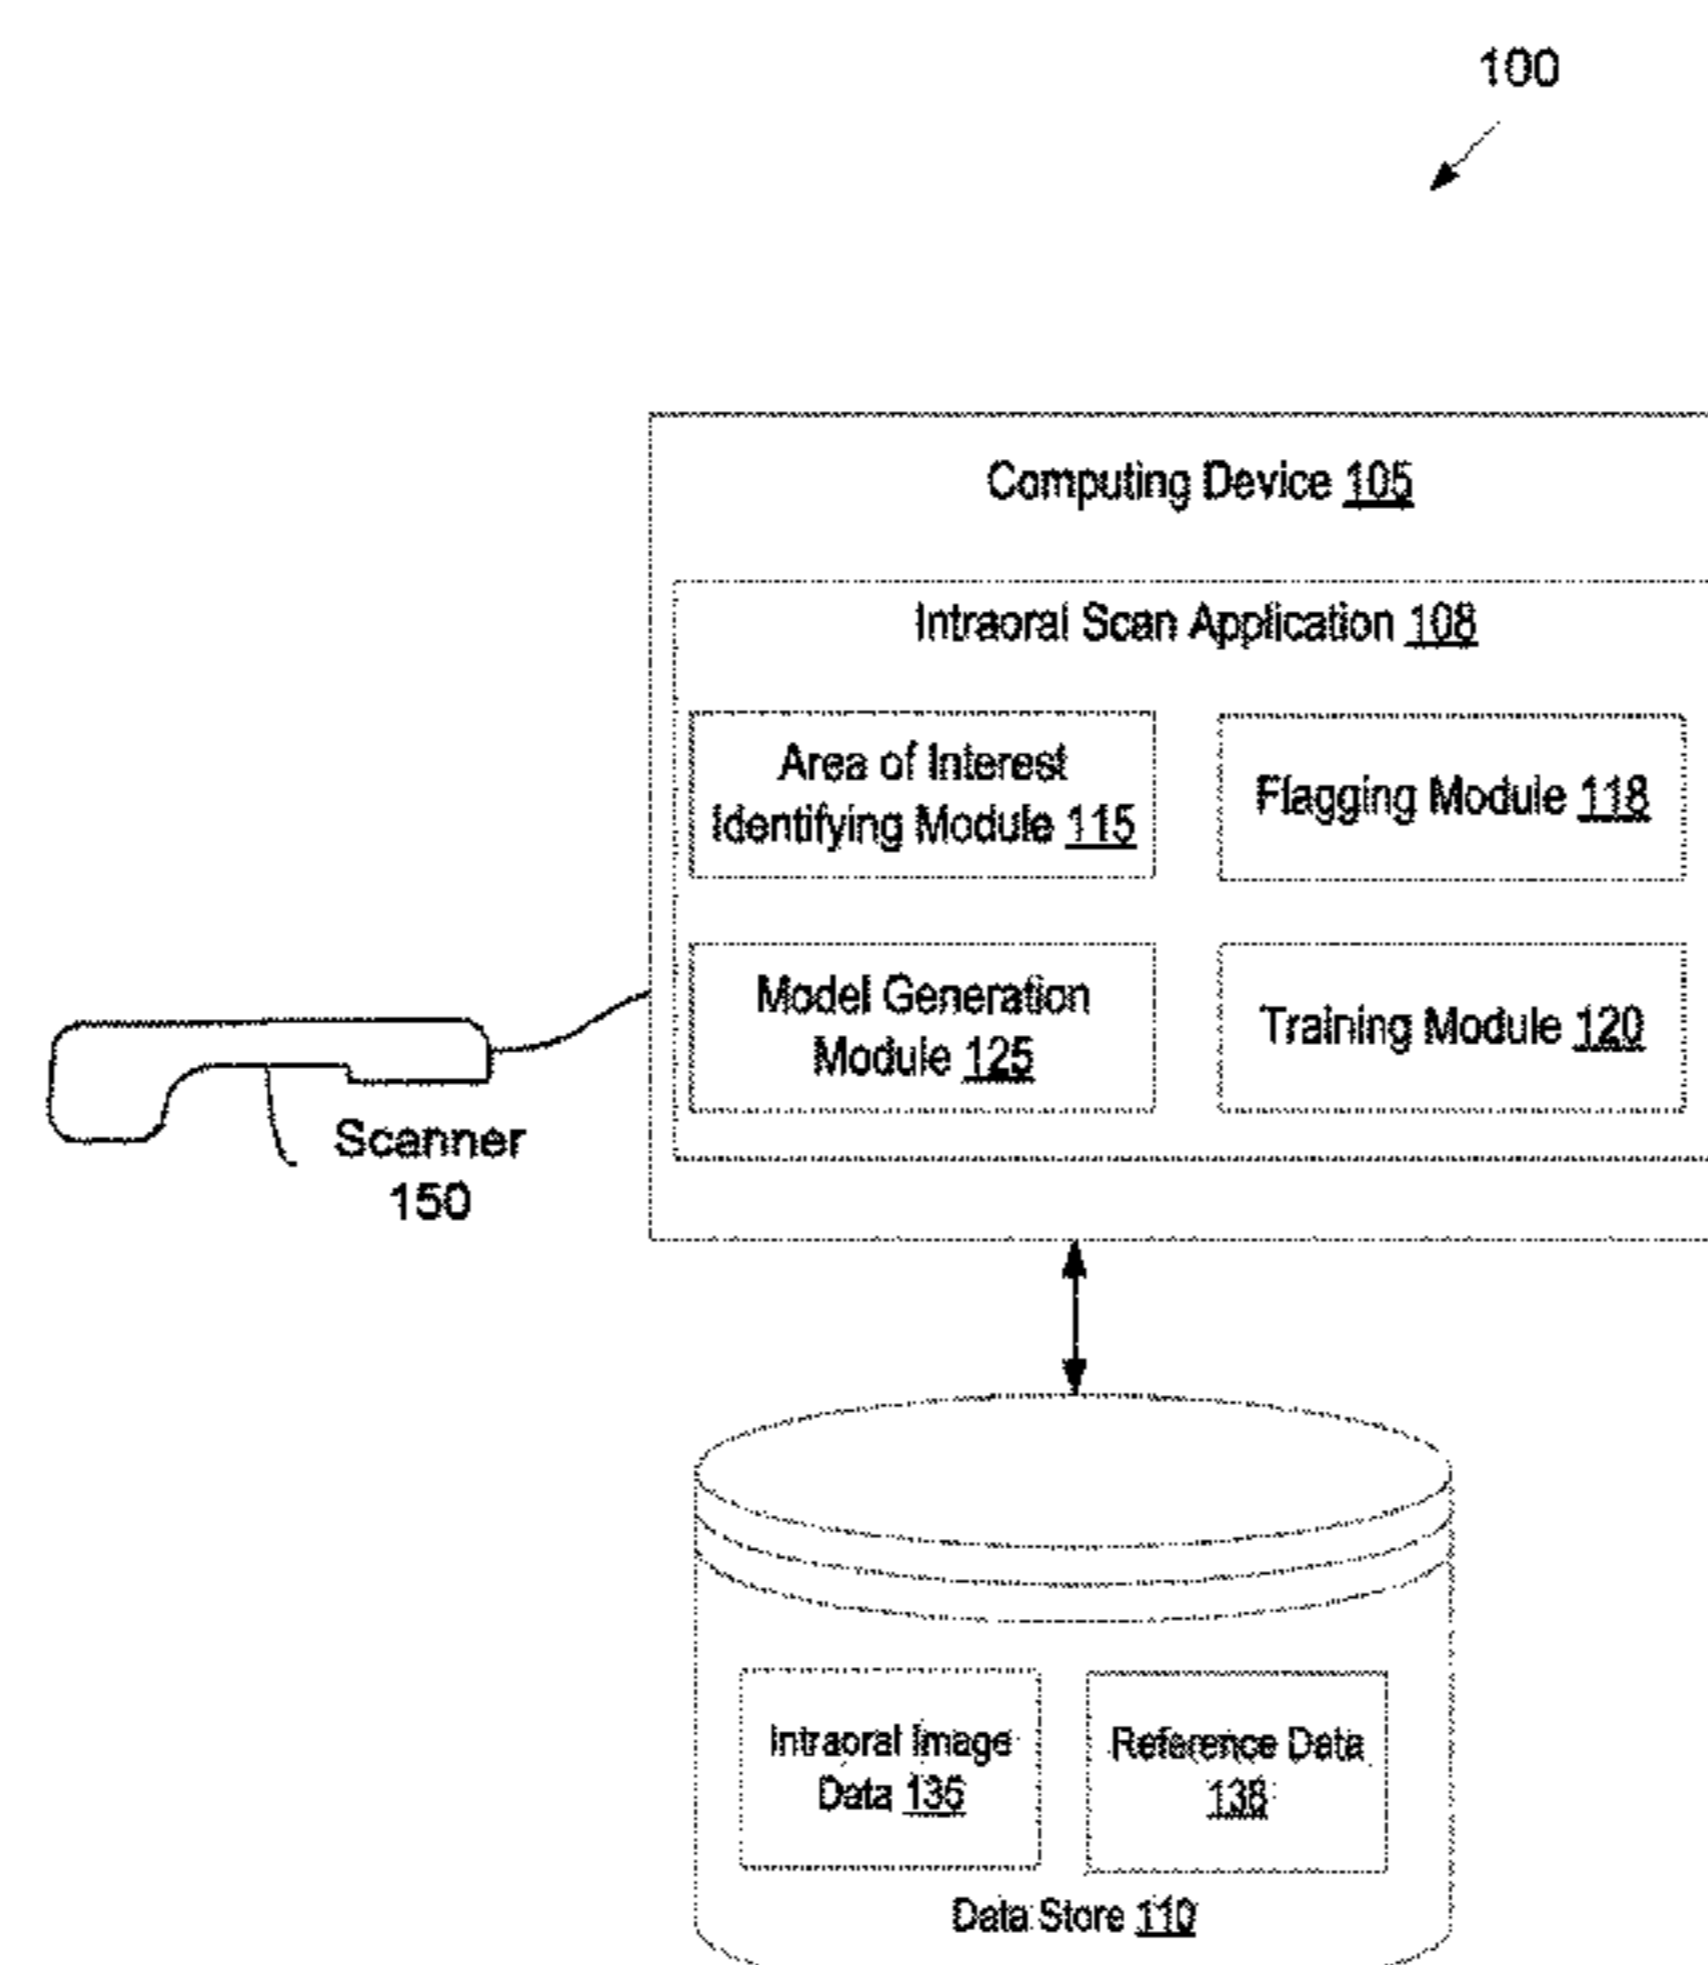 100
Computing Device 105
Intraoral Scan Application 108
Area of Interest
Identifying Module 115
Flagging Module 118
Model Generation
Module 125
Training Module 120
Scanner
150
Intraoral Image
Data 135
Reference Data
138
Data Store 110